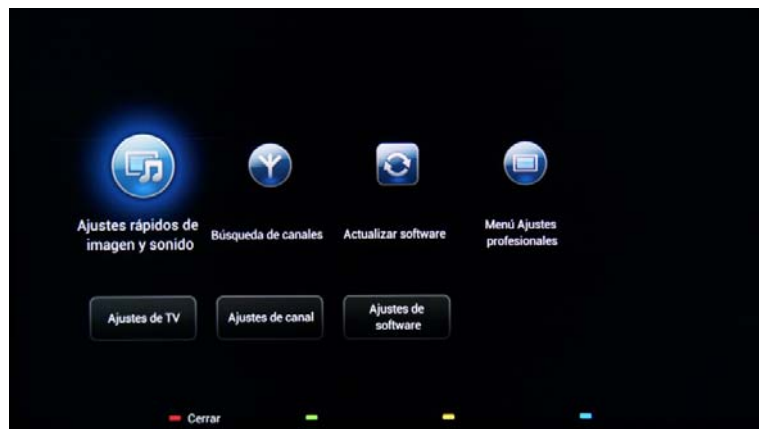 Ajustes rápidos de
imagen y sonido
Búsqueda de canales
Actualizar software
Menú Ajustes
profesionales
Ajustes de TV
Ajustes de canal
Ajustes de
software
Cerrar